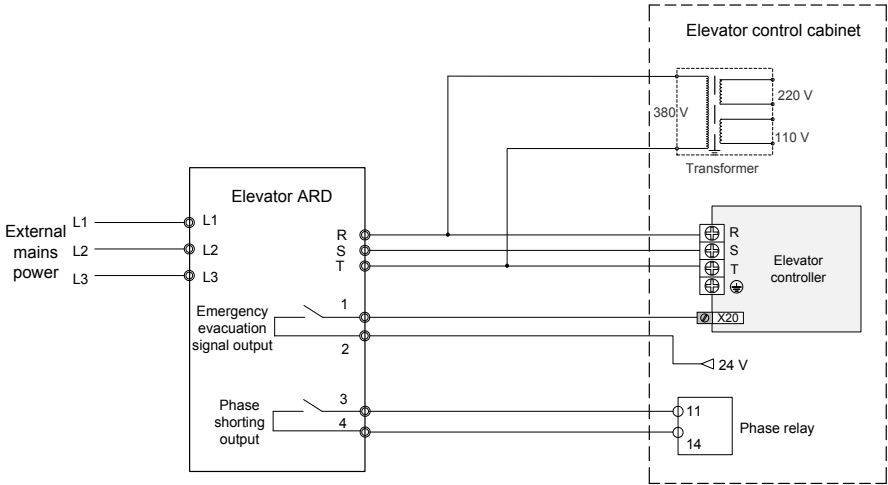 Elevator control cabinet
380 V
220 V
110 V
Transformer
Elevator ARD
External
mains
power
L1
L2
L3
L1
L2
L3
R
S
T
R
S
T
Elevator
controller
X20
Emergency
evacuation
signal output
1
2
24 V
Phase
shorting
output
3
4
11
14
Phase relay